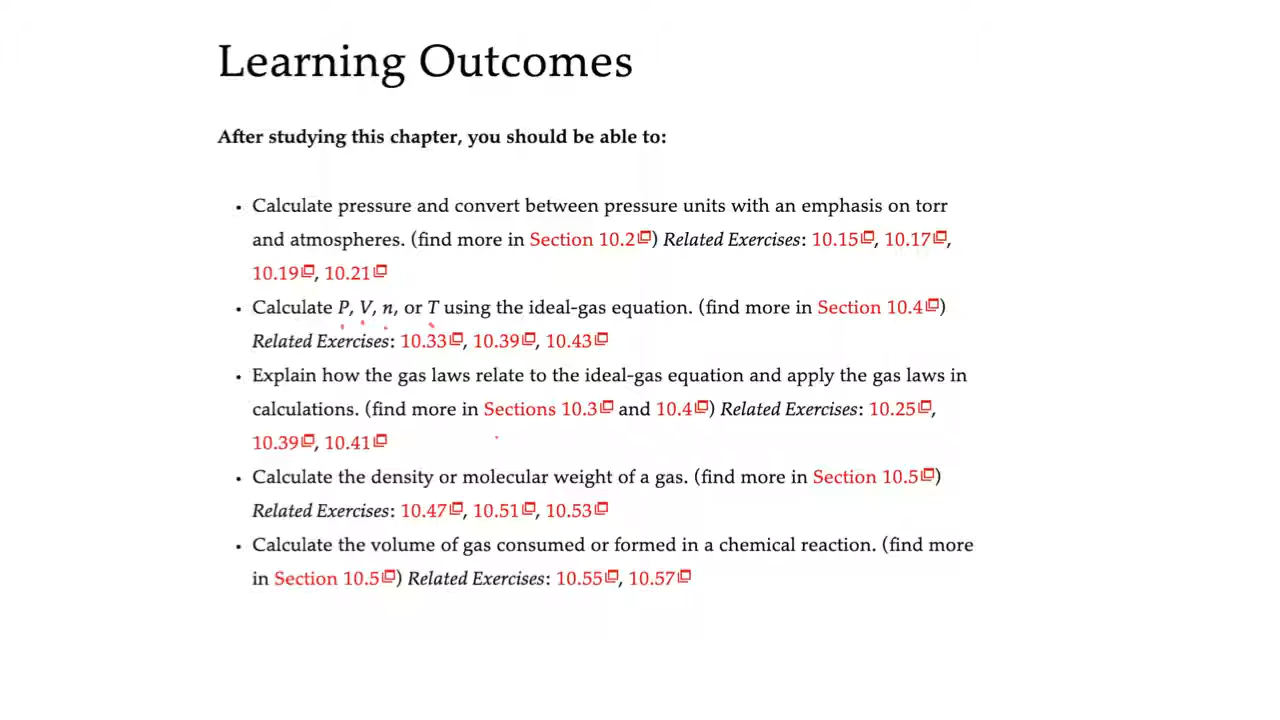 Learning Outcomes
After studying this chapter, you should be able to:
• Calculate pressure and convert between pressure units with an emphasis on torr
and atmospheres. (find more in Section 10.2) Related Exercises: 10.15, 10.17,
10.19, 10.21
• Calculate P, V, n, or T using the ideal-gas equation. (find more in Section 10.4)
Related Exercises: 10.33, 10.39, 10.43
• Explain how the gas laws relate to the ideal-gas equation and apply the gas laws in
calculations. (find more in Sections 10.3 and 10.4) Related Exercises: 10.25,
10.39, 10.41
• Calculate the density or molecular weight of a gas. (find more in Section 10.5)
Related Exercises: 10.47, 10.51, 10.53
• Calculate the volume of gas consumed or formed in a chemical reaction. (find more
in Section 10.5) Related Exercises: 10.55, 10.57